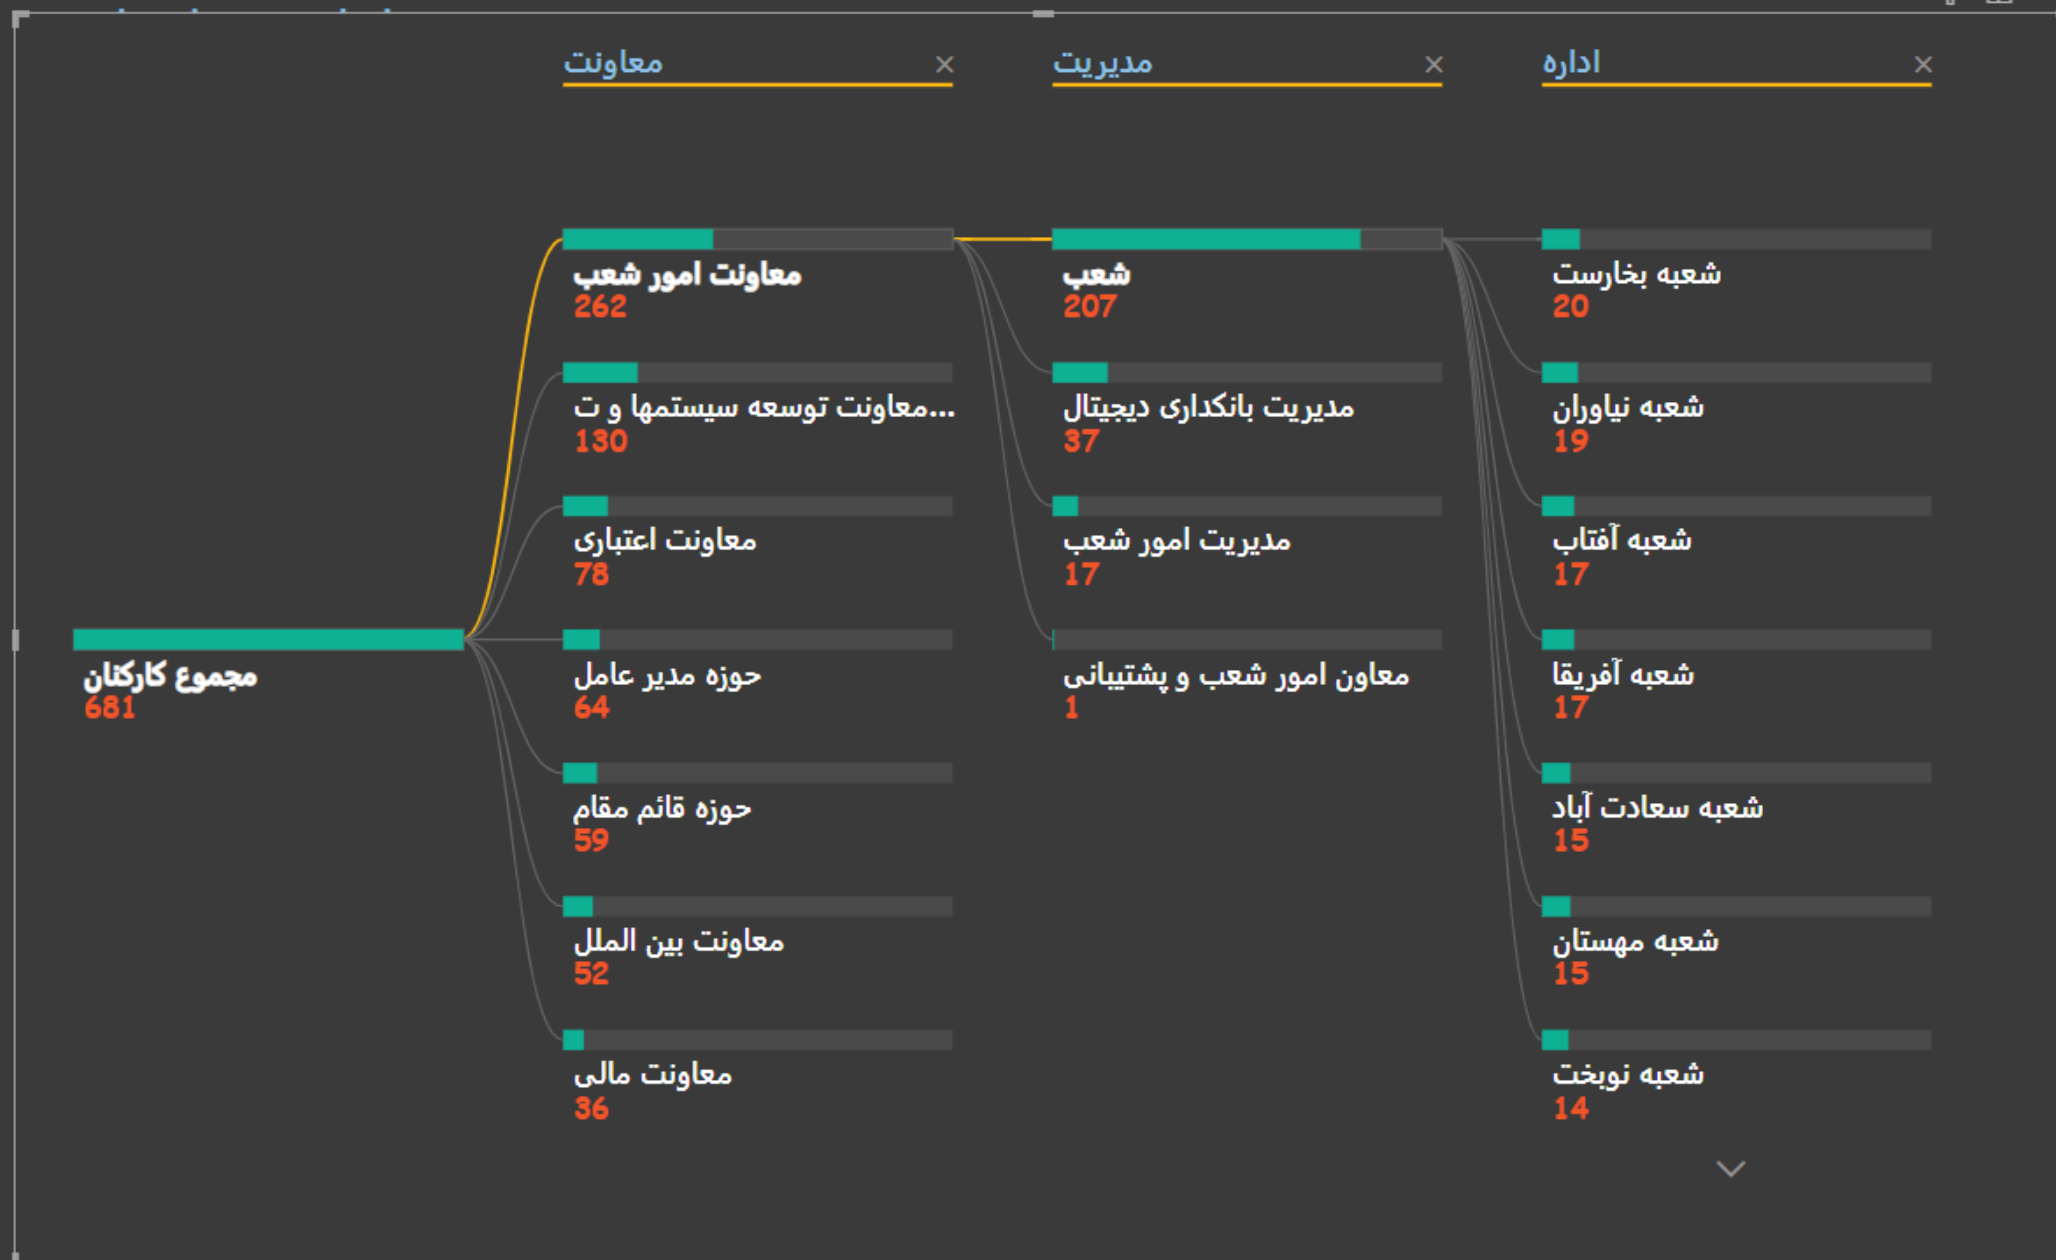 معاونت
مدیریت
اداره
مجموع کارکنان
681
معاونت امور شعب
262
معاونت توسعه سیستمها و ت...
130
معاونت اعتباری
78
حوزه مدیر عامل
64
حوزه قائم مقام
59
معاونت بین الملل
52
معاونت مالی
36
شعب
207
مدیریت بانکداری دیجیتال
37
مدیریت امور شعب
17
معاون امور شعب و پشتیبانی
1
شعبه بخارست
20
شعبه نیاوران
19
شعبه آفتاب
17
شعبه آفریقا
17
شعبه سعادت آباد
15
شعبه مهستان
15
شعبه نوبخت
14